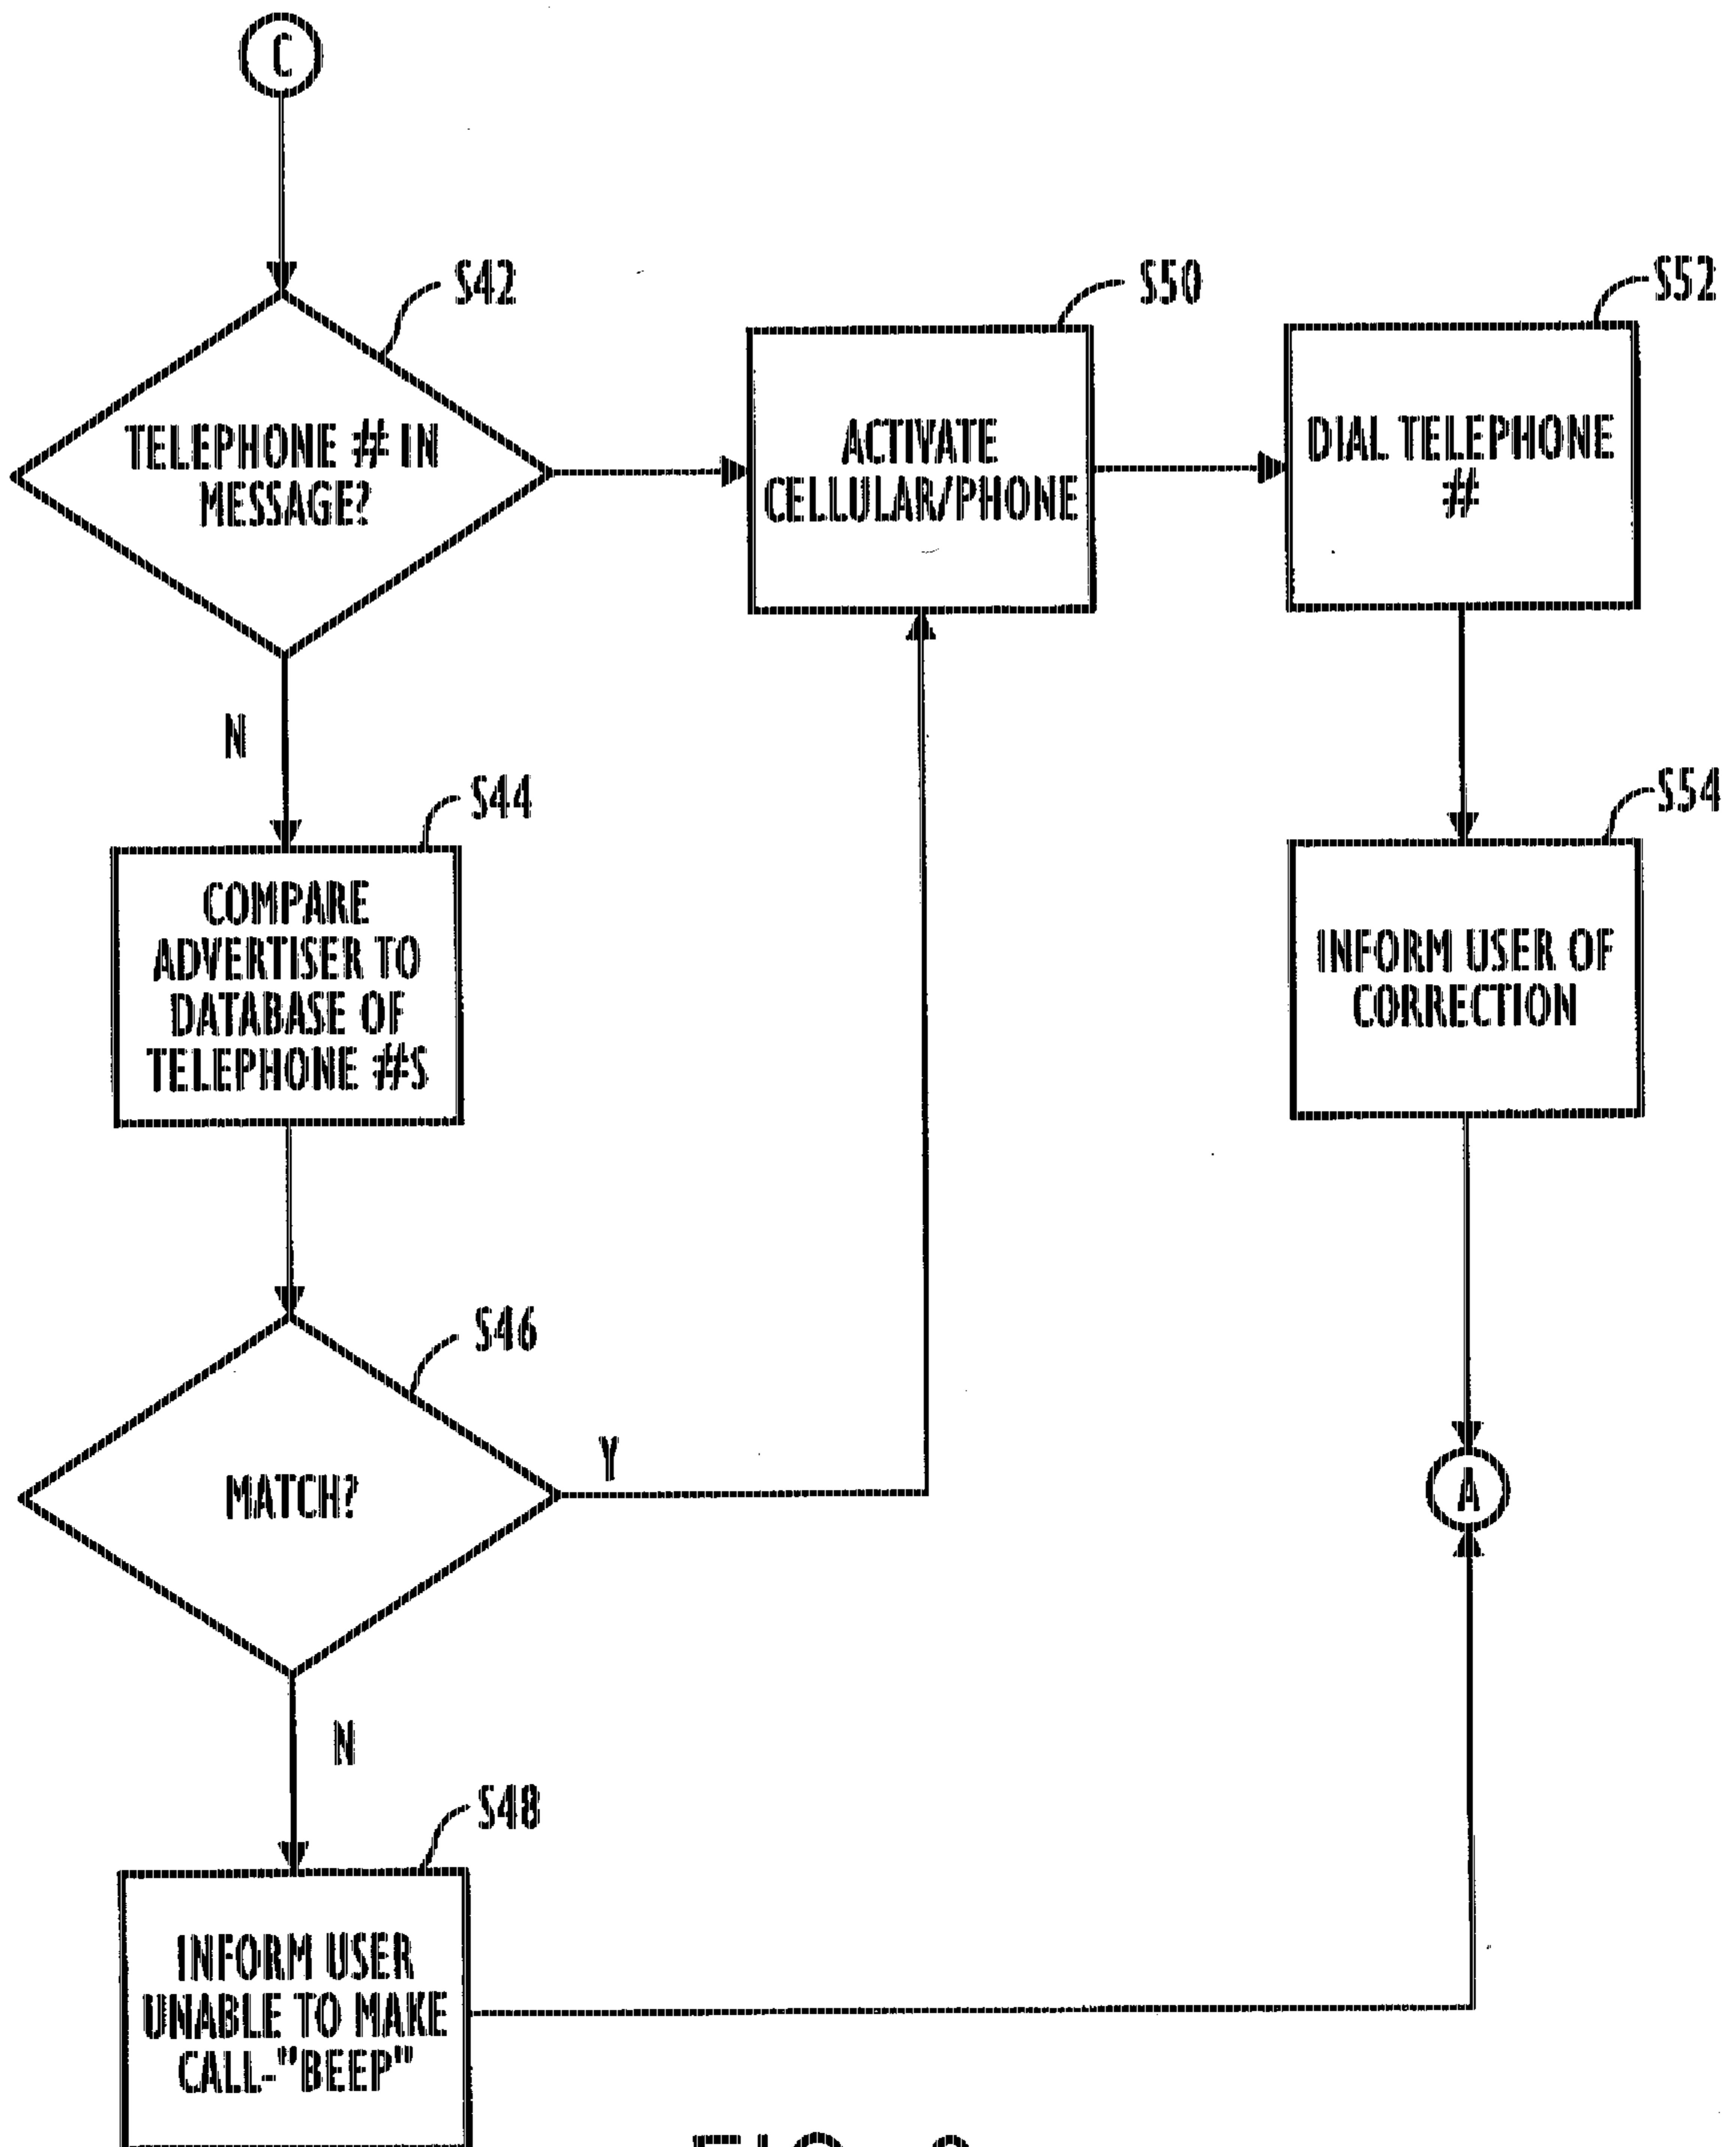 C
S42
TELEPHONE # IN
MESSAGE?
S50
ACTIVATE
CELLULAR/PHONE
S52
DIAL TELEPHONE
#
N
S44
COMPARE
ADVERTISER TO
DATABASE OF
TELEPHONE #S
S54
INFORM USER OF
CORRECTION
S46
MATCH?
Y
A
N
S48
INFORM USER
UNABLE TO MAKE
CALL-"BEEP"